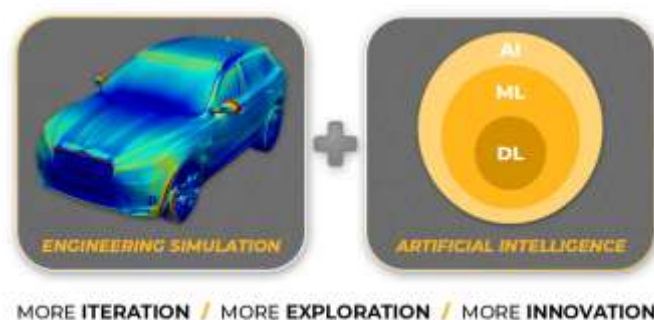 AI
ML
DL
ENGINEERING SIMULATION
ARTIFICIAL INTELLIGENCE
MORE ITERATION / MORE EXPLORATION / MORE INNOVATION